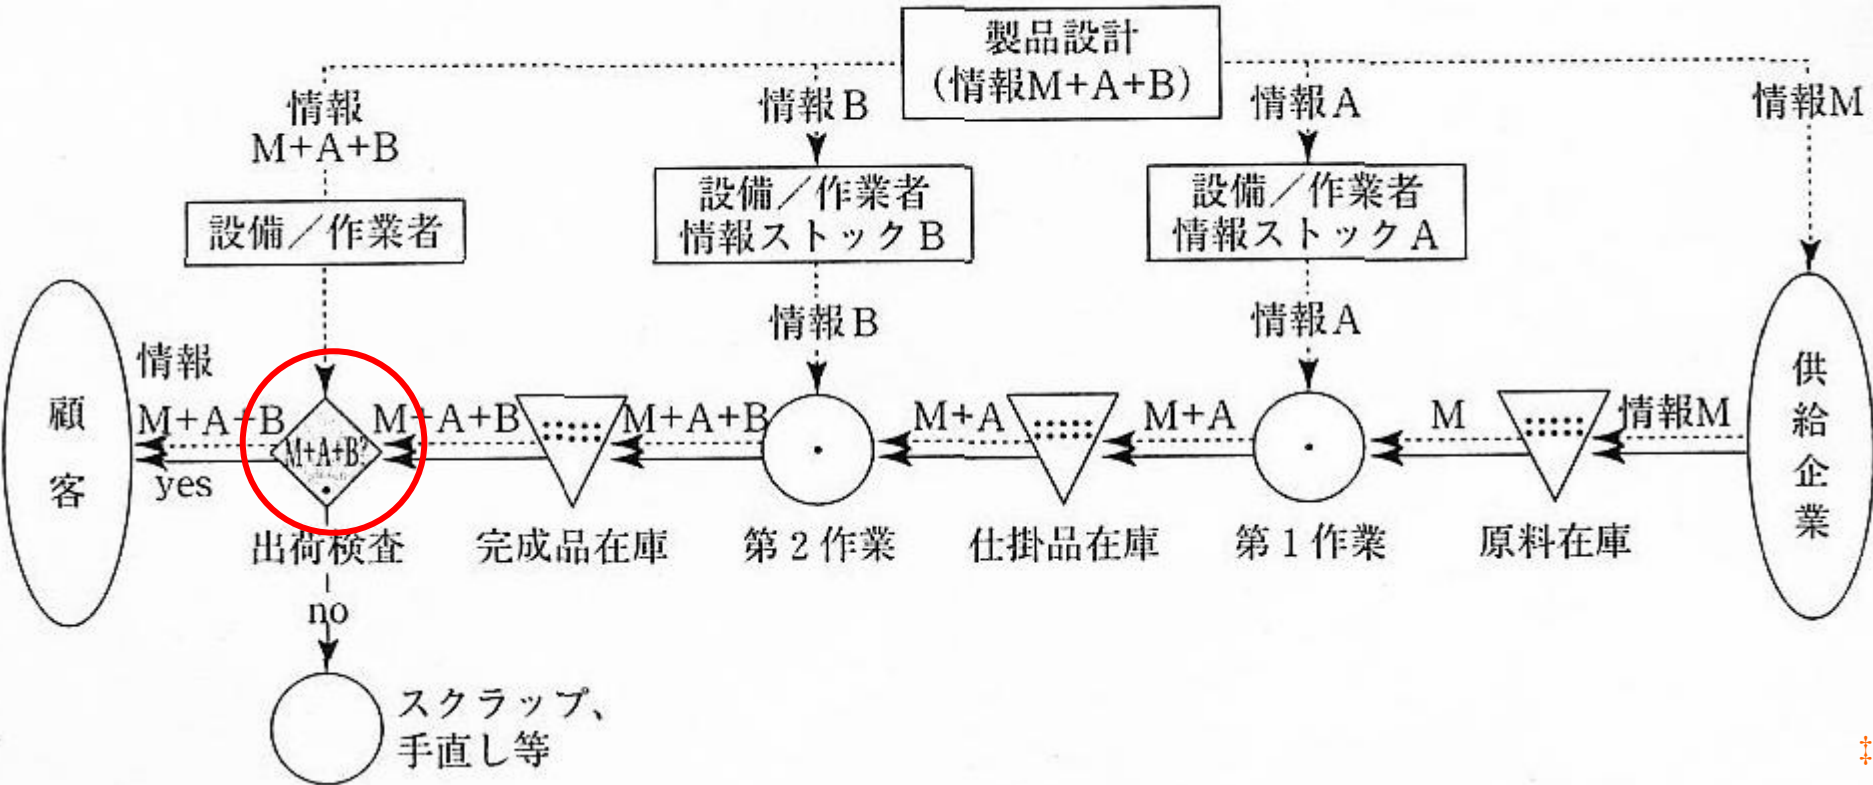 製品設計
(情報M+A+B)
情報
M+A+B
情報B
情報A
情報M
設備／作業者
設備／作業者
情報ストックB
設備／作業者
情報ストックA
情報B
情報A
顧客
情報
M+A+B
yes
M+A+B?
M+A+B
M+A+B
M+A
M+A
M
情報M
供給企業
出荷検査
完成品在庫
第2作業
仕掛品在庫
第1作業
原料在庫
no
スクラップ、
手直し等
‡